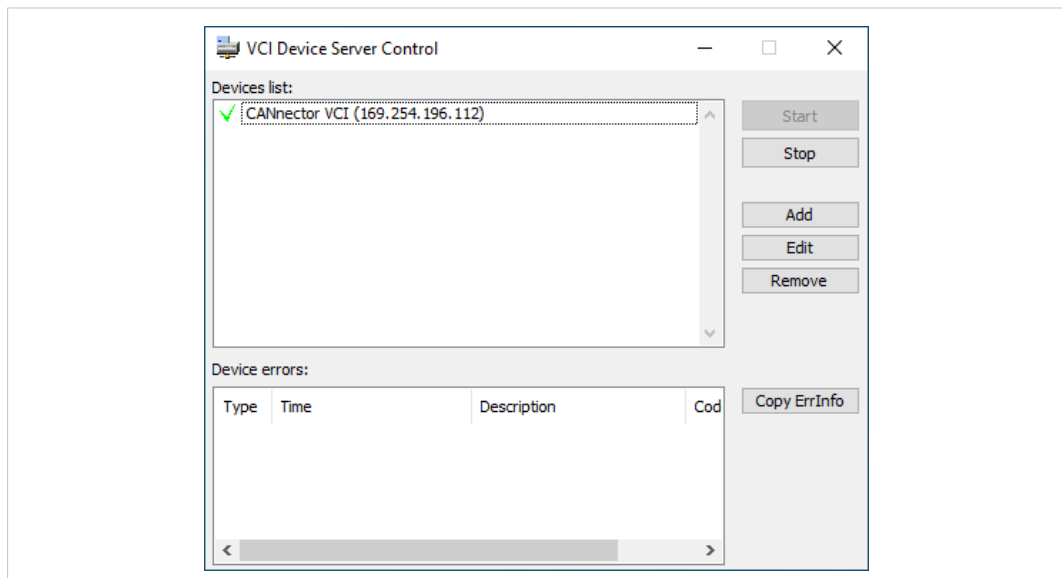 VCI Device Server Control
Devices list:
CANnector VCI (169.254.196.112)
Start
Stop
Add
Edit
Remove
Device errors:
Type Time Description Cod
Copy ErrInfo